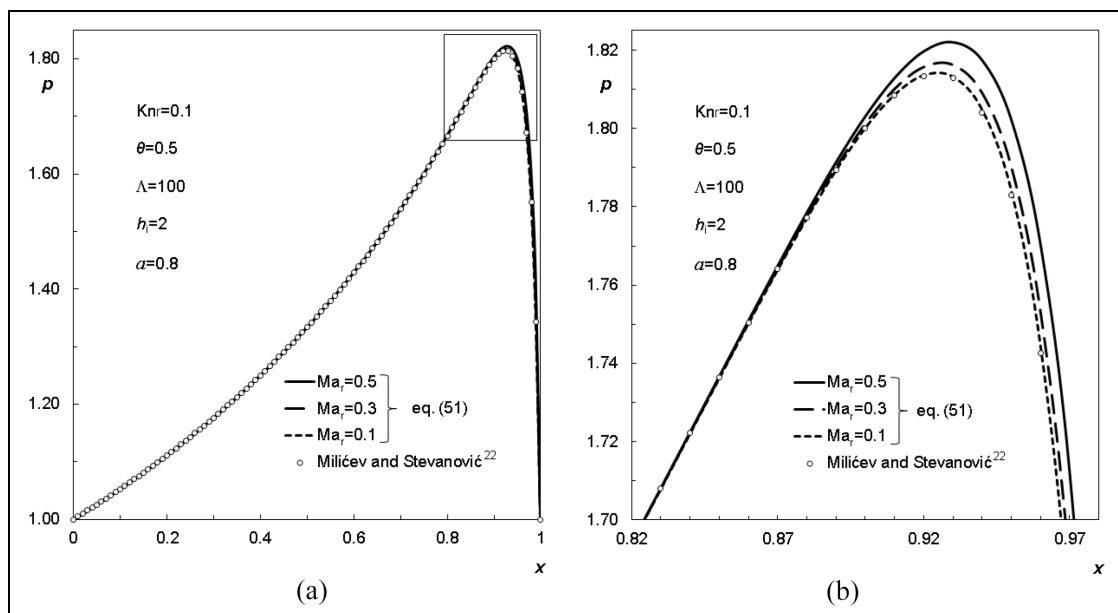 1.80
p
1.60
1.40
1.20
1.00
Knr=0.1
θ=0.5
Λ=100
hi=2
α=0.8
Mar=0.5
Mar=0.3
Mar=0.1
eq. (51)
Milićev and Stevanović22
0
0.2
0.4
0.6
0.8
1
x
(a)
1.82
p
1.80
1.78
1.76
1.74
1.72
1.70
Knr=0.1
θ=0.5
Λ=100
hi=2
α=0.8
Mar=0.5
Mar=0.3
Mar=0.1
eq. (51)
Milićev and Stevanović22
0.82
0.87
0.92
0.97
x
(b)